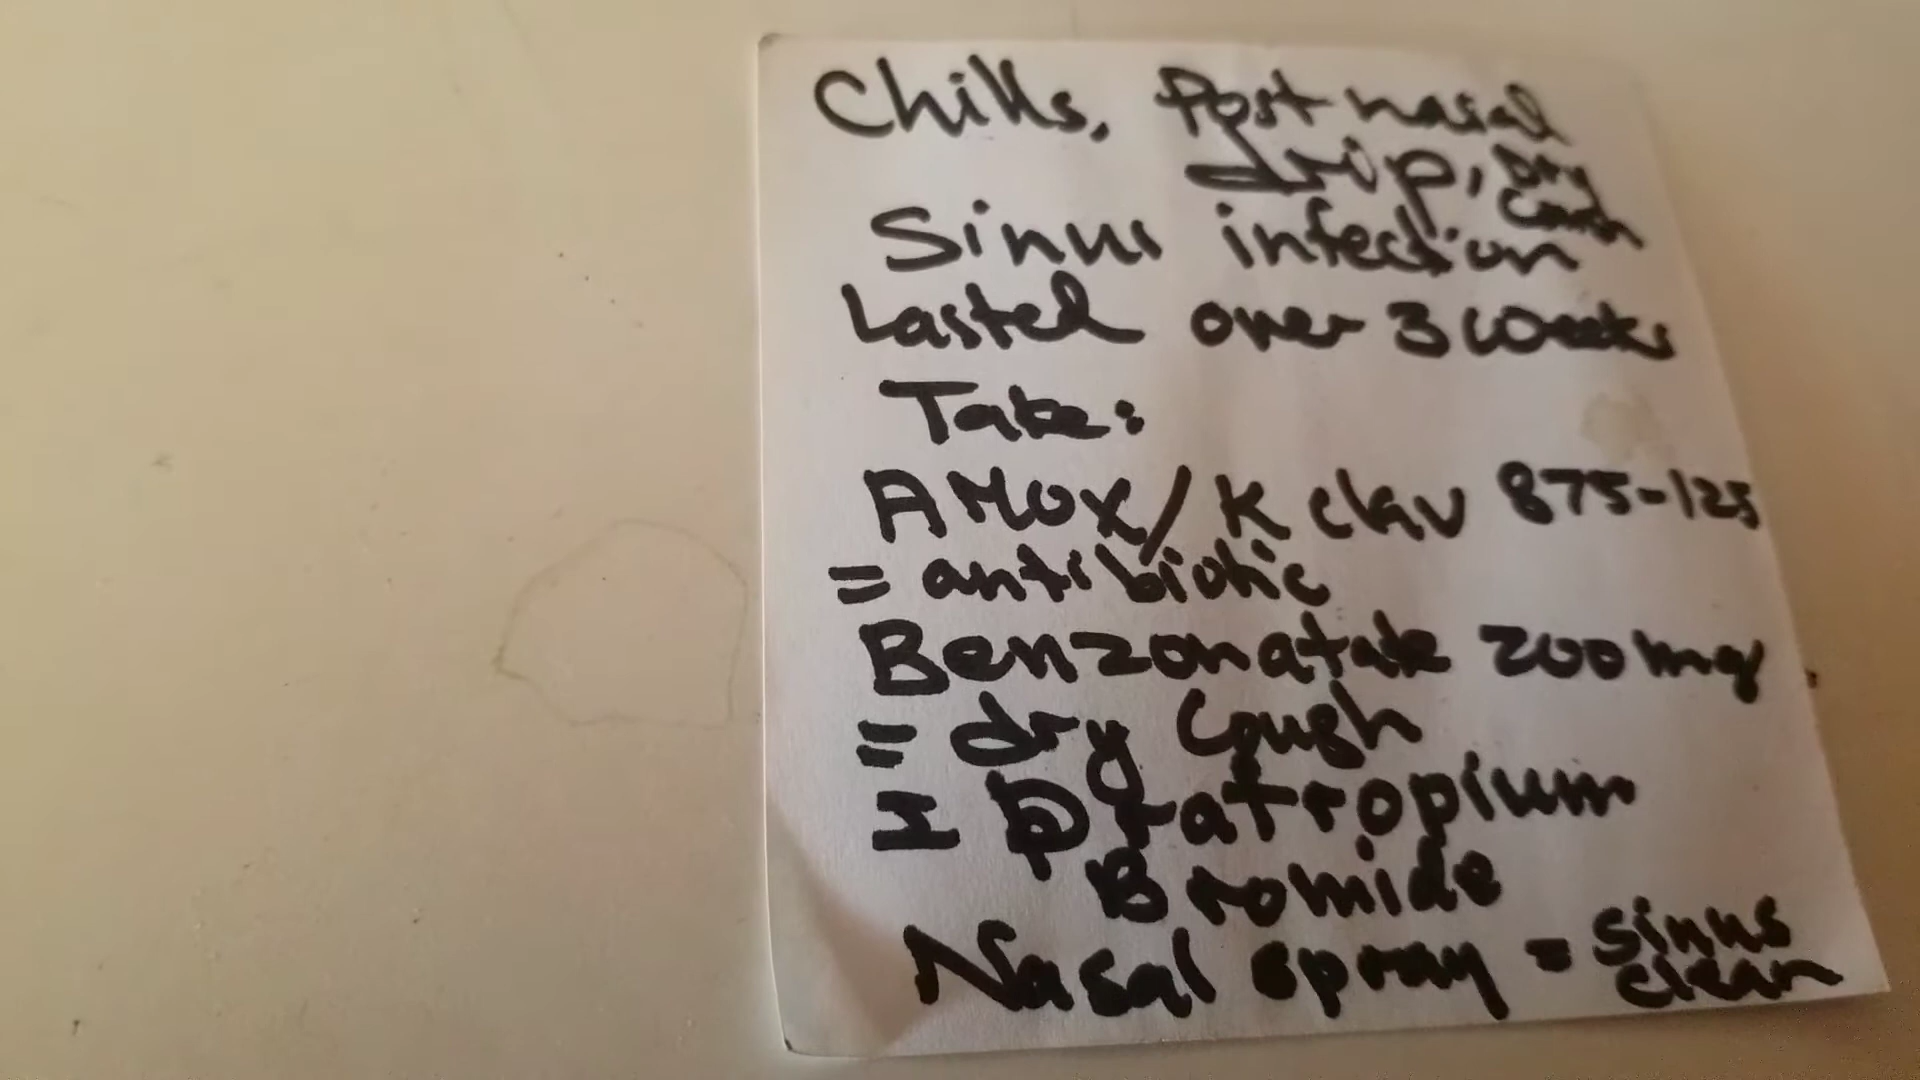 Chills, Post nasal
drip, Dry
Cough
Sinus infection
Lasted over 3 weeks
Take:
AMOX/K clav 875-125
= antibiotic
Benzonatate 200mg
= dry Cough
= Ipratropium
Bromide
Nasal spray = sinus
clean